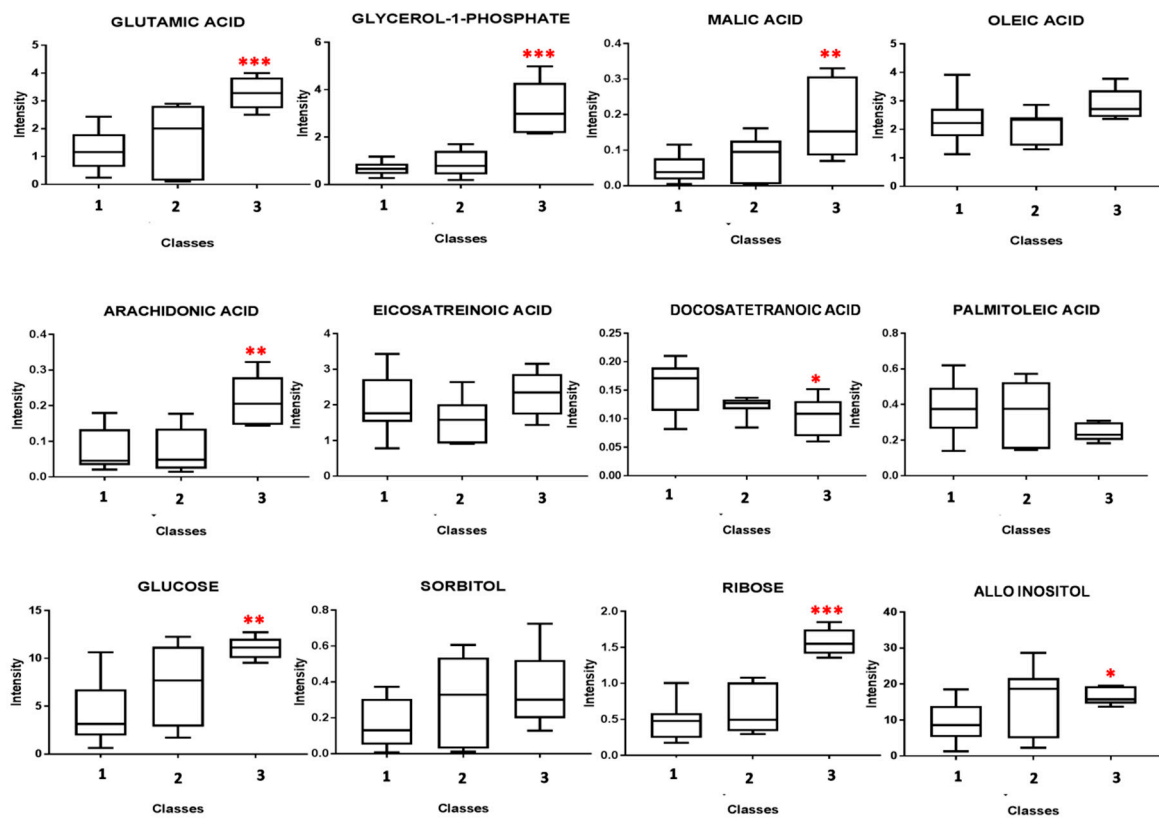 GLUTAMIC ACID
***
Intensity
5
4
3
2
1
0
1 2 3
Classes
GLYCEROL-1-PHOSPHATE
***
Intensity
6
4
2
0
1 2 3
Classes
MALIC ACID
**
Intensity
0.4
0.3
0.2
0.1
0.0
1 2 3
Classes
OLEIC ACID
Intensity
5
4
3
2
1
0
1 2 3
Classes
ARACHIDONIC ACID
**
Intensity
0.4
0.3
0.2
0.1
0.0
1 2 3
Classes
EICOSATREINOIC ACID
Intensity
4
3
2
1
0
1 2 3
Classes
DOCOSATETRANOIC ACID
*
Intensity
0.25
0.20
0.15
0.10
0.05
0.00
1 2 3
Classes
PALMITOLEIC ACID
Intensity
0.8
0.6
0.4
0.2
0.0
1 2 3
Classes
GLUCOSE
**
Intensity
15
10
5
0
1 2 3
Classes
SORBITOL
Intensity
0.8
0.6
0.4
0.2
0.0
1 2 3
Classes
RIBOSE
***
Intensity
2.0
1.5
1.0
0.5
0.0
1 2 3
Classes
ALLO INOSITOL
*
Intensity
40
30
20
10
0
1 2 3
Classes